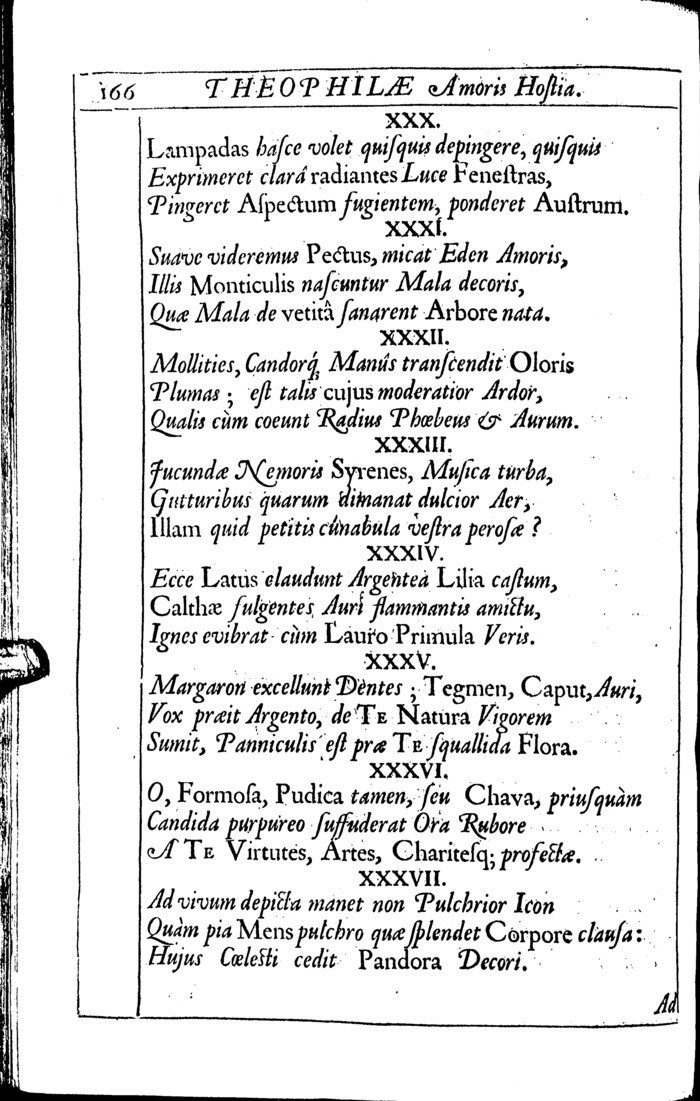 166 THEOPHILÆ Amoris Hoſtia.
XXX.
Lampadas haſce volet quiſquis depingere, quiſquis
Exprimeret clarâ radiantes Luce Feneſtras,
Pingeret Aſpectum fugientem, ponderet Auſtrum.
XXXI.
Suave videremus Pectus, micat Eden Amoris,
Illis Monticulis naſcuntur Mala decoris,
Quæ Mala de vetitâ ſanarent Arbore nata.
XXXII.
Mollities, Candorq́; Manûs tranſcendit Oloris
Plumas; eſt talis cujus moderatior Ardor,
Qualis cùm coeunt Radius Phœbeus & Aurum.
XXXIII.
Jucundæ Nemoris Syrenes, Muſica turba,
Gutturibus quarum dimanat dulcior Aer,
Illam quid petitis cunabula veſtra peroſæ?
XXXIV.
Ecce Latus claudunt Argentea Lilia caſtum,
Calthæ fulgentes Auri flammantis amictu,
Ignes evibrat cùm Lauro Primula Veris.
XXXV.
Margaron excellunt Dentes; Tegmen, Caput, Auri,
Vox præit Argento, de TE Natura Vigorem
Sumit, Panniculis eſt præ TE ſquallida Flora.
XXXVI.
O, Formoſa, Pudica tamen, ſeu Chava, priuſquàm
Candida purpureo ſuffuderat Ora Rubore
A TE Virtutes, Artes, Chariteſq; profectæ.
XXXVII.
Ad vivum depicta manet non Pulchrior Icon
Quàm pia Mens pulchro quæ ſplendet Corpore clauſa:
Hujus Cœleſti cedit Pandora Decori.
Ad